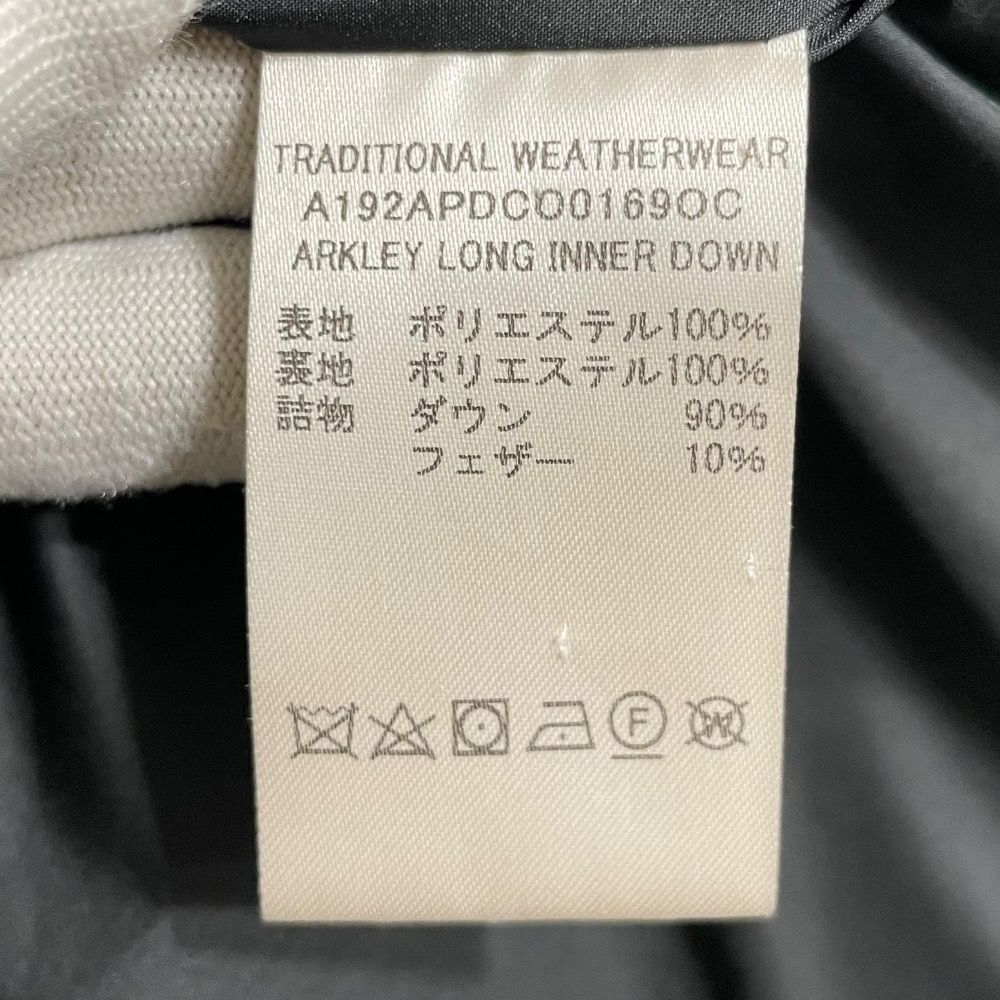 TRADITIONAL WEATHERWEAR
A192APDCO0169OC
ARKLEY LONG INNER DOWN
表地 ポリエステル100%
裏地 ポリエステル100%
詰物 ダウン 90%
フェザー 10%
F
W